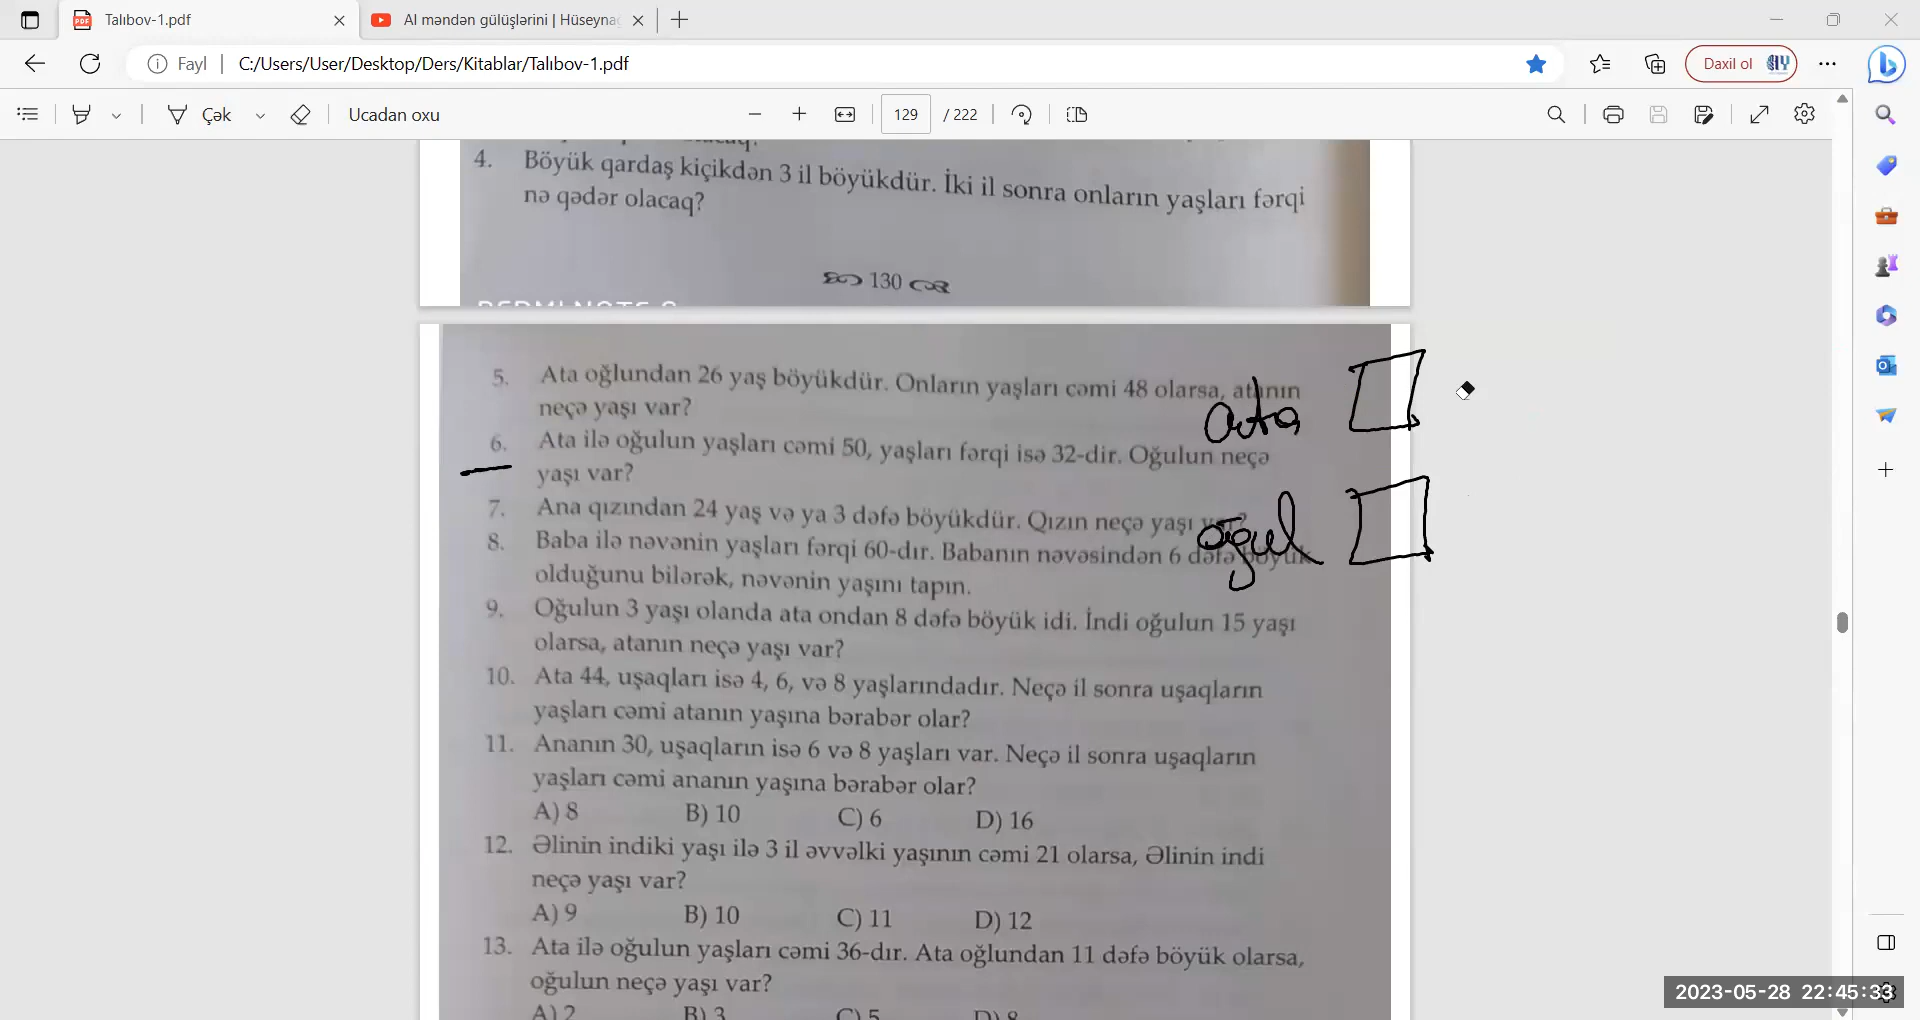 Talıbov-1.pdf
Al məndən gülüşlərini | Hüseyna
Fayl
C:/Users/User/Desktop/Ders/Kitablar/Talıbov-1.pdf
Daxil ol
Çək
Ucadan oxu
129
/ 222
4. Böyük qardaş kiçikdən 3 il böyükdür. İki il sonra onların yaşları fərqi
nə qədər olacaq?
130
5. Ata oğlundan 26 yaş böyükdür. Onların yaşları cəmi 48 olarsa, atanın
neçə yaşı var?
ata
6. Ata ilə oğulun yaşları cəmi 50, yaşları fərqi isə 32-dir. Oğulun neçə
yaşı var?
7. Ana qızından 24 yaş və ya 3 dəfə böyükdür. Qızın neçə yaşı var?
oğul
8. Baba ilə nəvənin yaşları fərqi 60-dır. Babanın nəvəsindən 6 dəfə böyük
olduğunu bilərək, nəvənin yaşını tapın.
9. Oğulun 3 yaşı olanda ata ondan 8 dəfə böyük idi. İndi oğulun 15 yaşı
olarsa, atanın neçə yaşı var?
10. Ata 44, uşaqları isə 4, 6, və 8 yaşlarındadır. Neçə il sonra uşaqların
yaşları cəmi atanın yaşına bərabər olar?
11. Ananın 30, uşaqların isə 6 və 8 yaşları var. Neçə il sonra uşaqların
yaşları cəmi ananın yaşına bərabər olar?
A) 8 B) 10 C) 6 D) 16
12. Əlinin indiki yaşı ilə 3 il əvvəlki yaşının cəmi 21 olarsa, Əlinin indi
neçə yaşı var?
A) 9 B) 10 C) 11 D) 12
13. Ata ilə oğulun yaşları cəmi 36-dır. Ata oğlundan 11 dəfə böyük olarsa,
oğulun neçə yaşı var?
A) 2 B) 3 C) 5 D) 8
2023-05-28 22:45:33